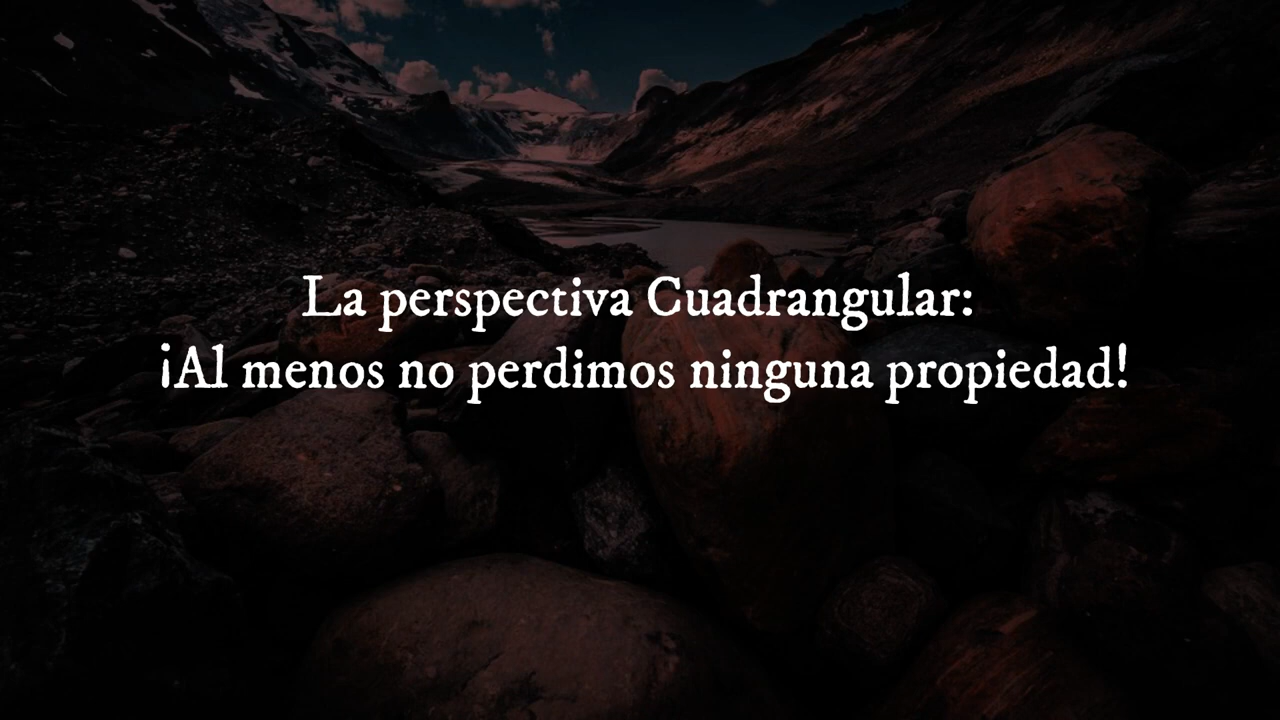 La perspectiva Cuadrangular:
¡Al menos no perdimos ninguna propiedad!